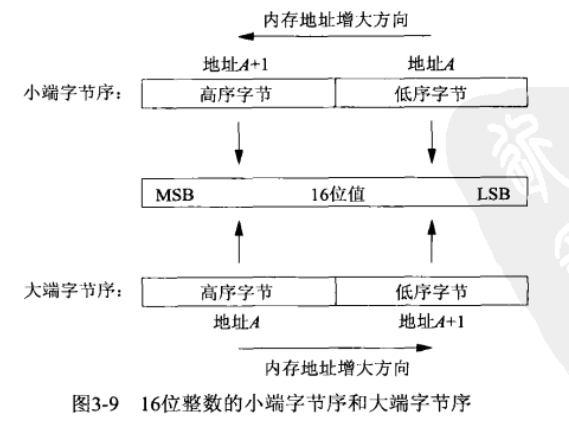 内存地址增大方向
地址A+1 地址A
小端字节序： 高序字节 低序字节
MSB 16位值 LSB
大端字节序： 高序字节 低序字节
地址A 地址A+1
内存地址增大方向
图3-9 16位整数的小端字节序和大端字节序